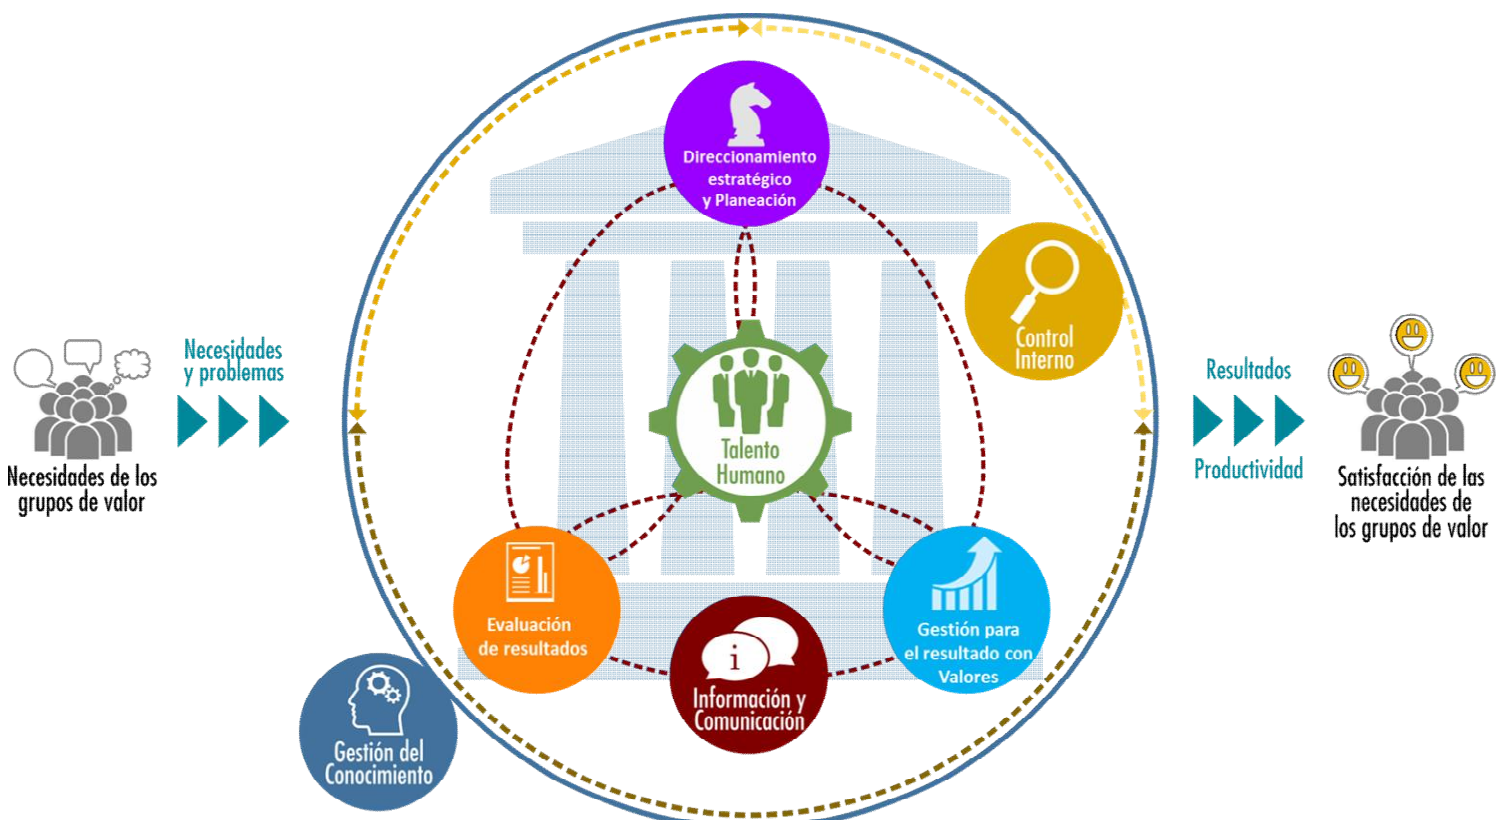 Direccionamiento
estratégico
y Planeación
Control
Interno
Necesidades
y problemas
Necesidades de los
grupos de valor
Talento
Humano
Resultados
Productividad
Satisfacción de las
necesidades de
los grupos de valor
Evaluación
de resultados
Gestión para
el resultado con
Valores
i
Información y
Comunicación
Gestión del
Conocimiento